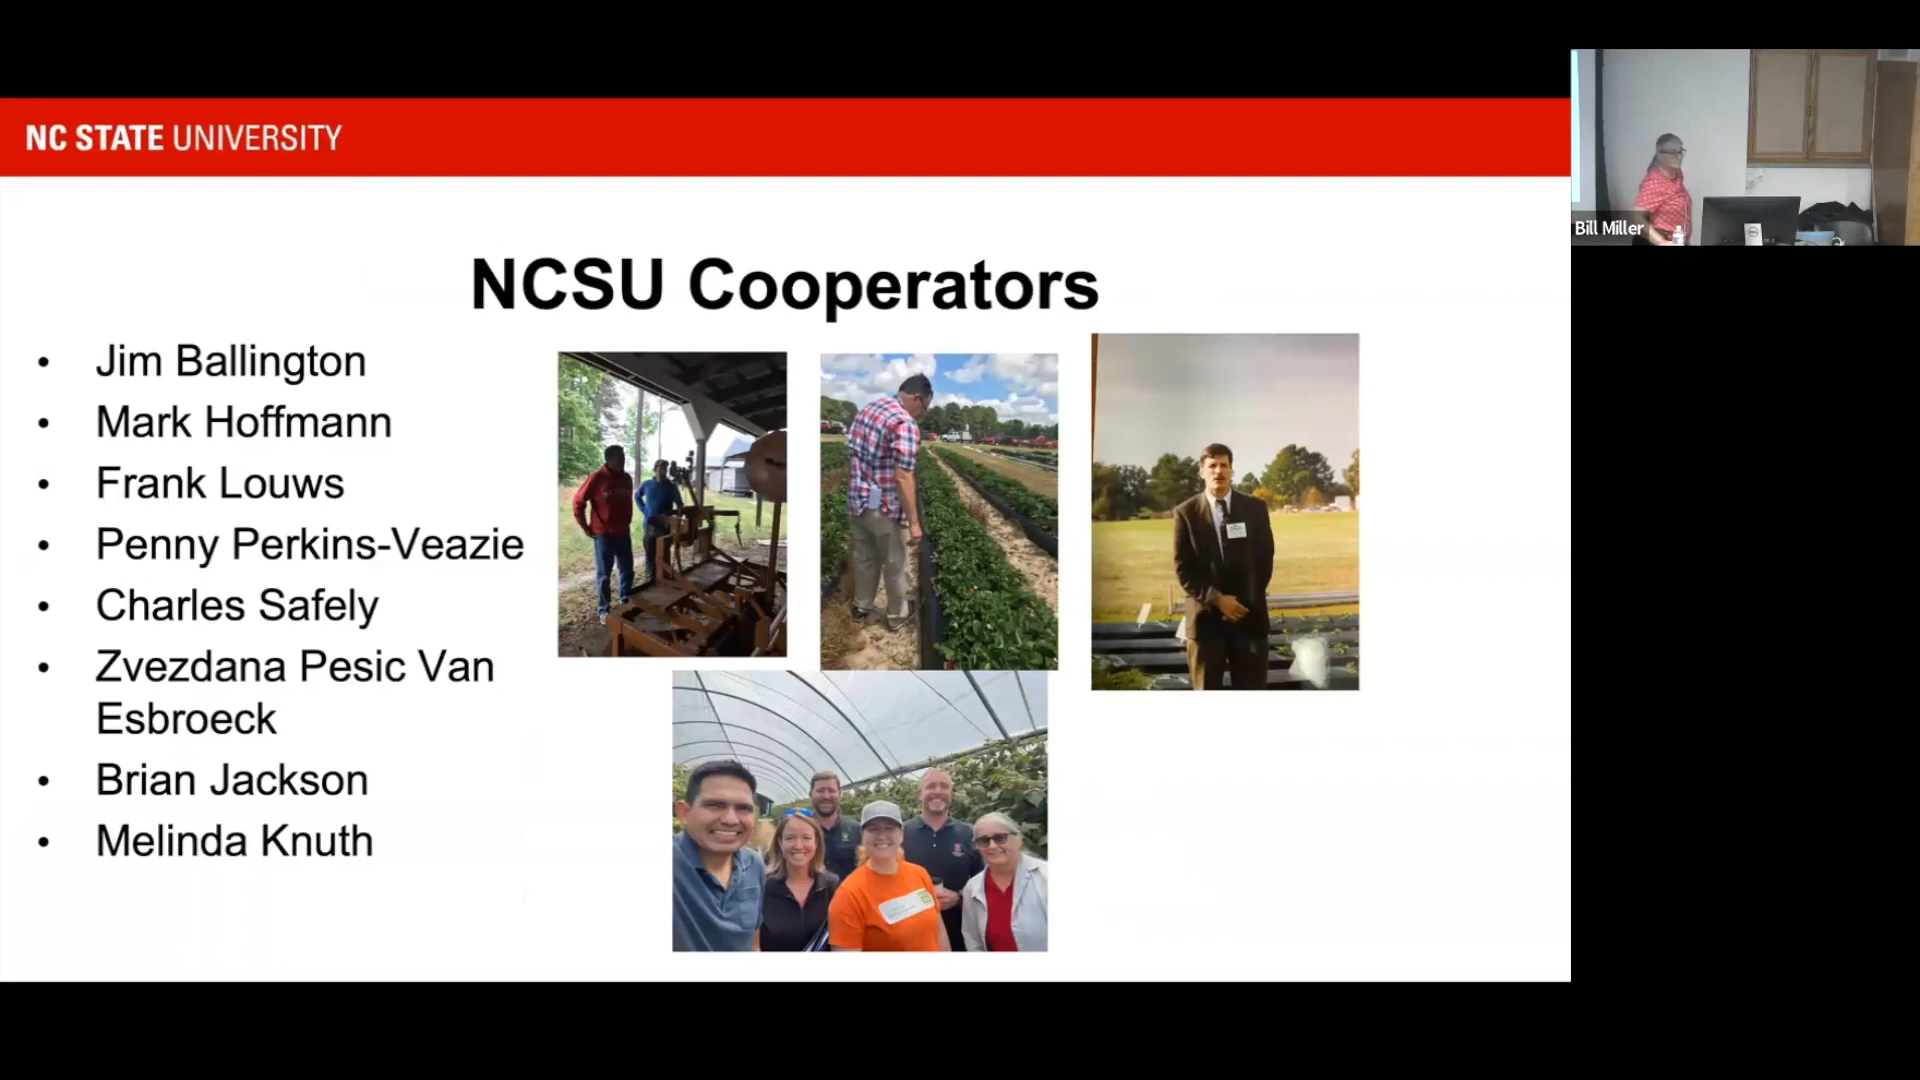 NC STATE UNIVERSITY
Bill Miller
NCSU Cooperators
• Jim Ballington
• Mark Hoffmann
• Frank Louws
• Penny Perkins-Veazie
• Charles Safely
• Zvezdana Pesic Van
Esbroeck
• Brian Jackson
• Melinda Knuth